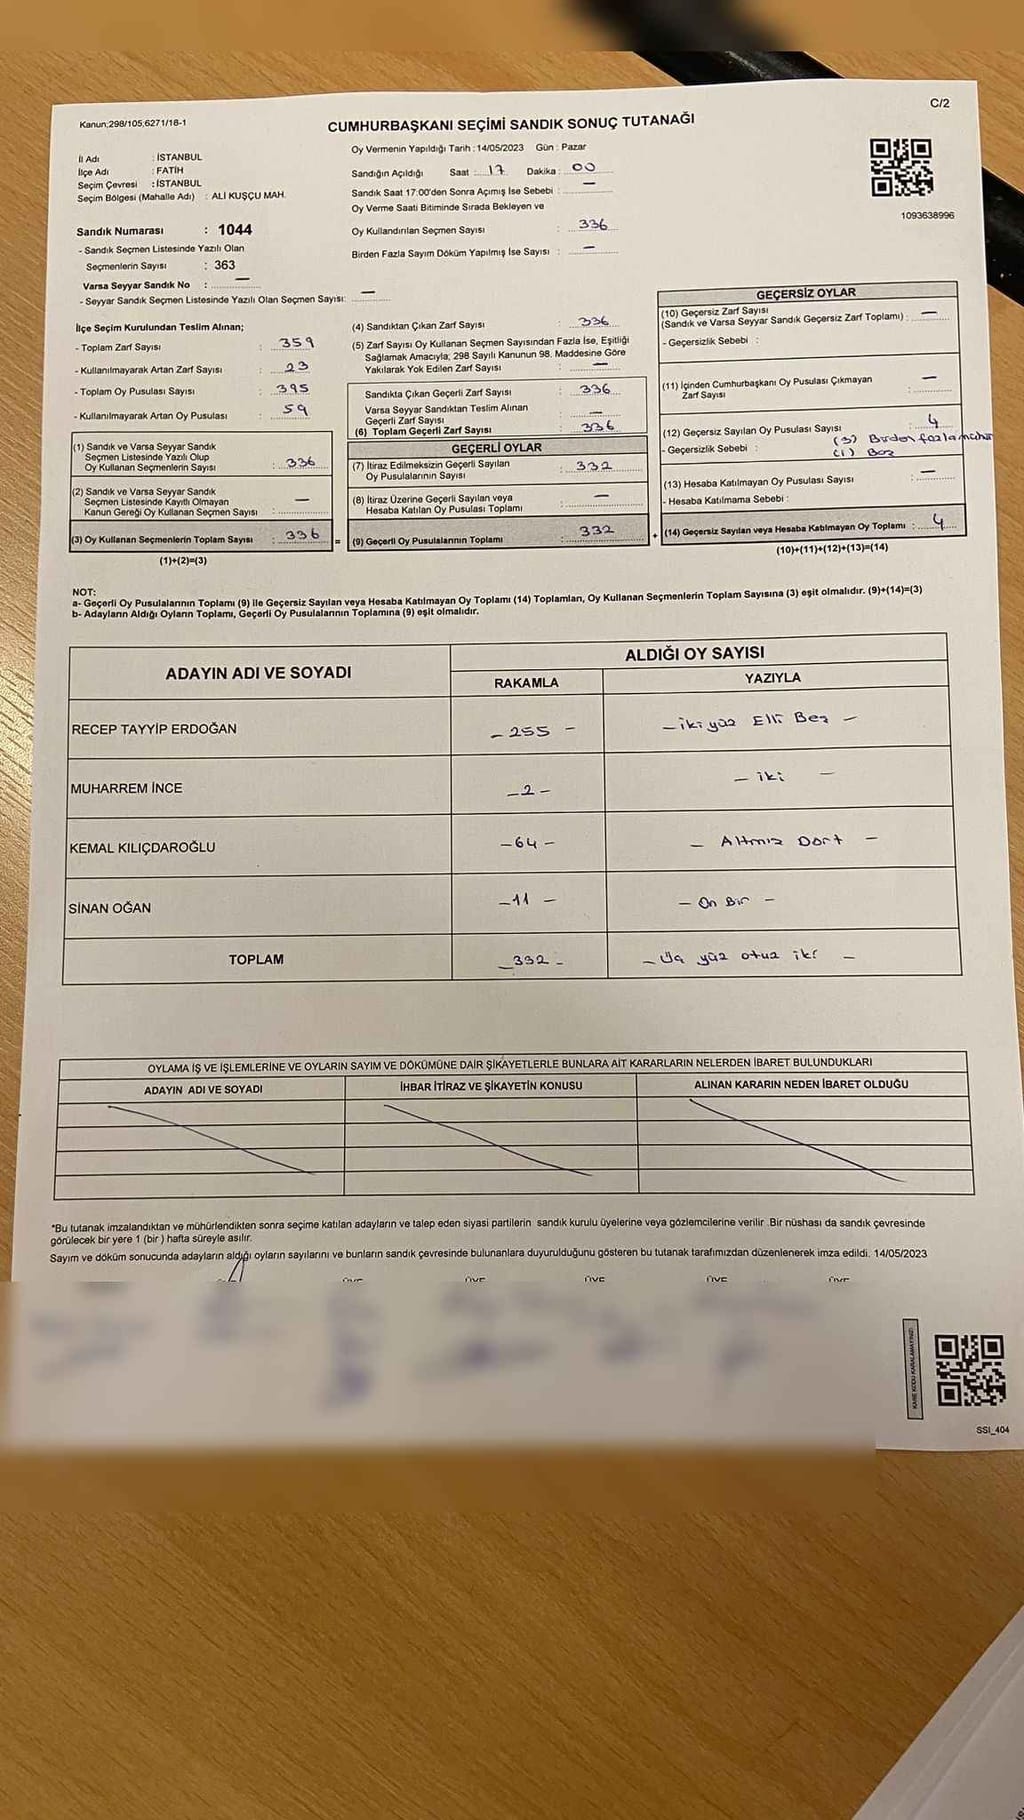 C/2
Kanun;298/105;6271/18-1
CUMHURBAŞKANI SEÇİMİ SANDIK SONUÇ TUTANAĞI
İl Adı : İSTANBUL
İlçe Adı : FATİH
Seçim Çevresi : İSTANBUL
Seçim Bölgesi (Mahalle Adı) : ALİ KUŞÇU MAH.
Sandık Numarası : 1044
- Sandık Seçmen Listesinde Yazılı Olan
Seçmenlerin Sayısı : 363
Varsa Seyyar Sandık No : —
- Seyyar Sandık Seçmen Listesinde Yazılı Olan Seçmen Sayısı: —
Oy Vermenin Yapıldığı Tarih : 14/05/2023 Gün : Pazar
Sandığın Açıldığı Saat : 17 Dakika : 00
Sandık Saat 17:00'den Sonra Açımış İse Sebebi : —
Oy Verme Saati Bitiminde Sırada Bekleyen ve
Oy Kullandırılan Seçmen Sayısı : 336
Birden Fazla Sayım Döküm Yapılmış İse Sayısı : —
1093638996
İlçe Seçim Kurulundan Teslim Alınan;
- Toplam Zarf Sayısı : 359
- Kullanılmayarak Artan Zarf Sayısı : 23
- Toplam Oy Pusulası Sayısı : 395
- Kullanılmayarak Artan Oy Pusulası : 59
(1) Sandık ve Varsa Seyyar Sandık
Seçmen Listesinde Yazılı Olup
Oy Kullanan Seçmenlerin Sayısı : 336
(2) Sandık ve Varsa Seyyar Sandık
Seçmen Listesinde Kayıtlı Olmayan
Kanun Gereği Oy Kullanan Seçmen Sayısı : —
(3) Oy Kullanan Seçmenlerin Toplam Sayısı : 336
(1)+(2)=(3)
(4) Sandıktan Çıkan Zarf Sayısı : 336
(5) Zarf Sayısı Oy Kullanan Seçmen Sayısından Fazla İse, Eşitliği
Sağlamak Amacıyla; 298 Sayılı Kanunun 98. Maddesine Göre
Yakılarak Yok Edilen Zarf Sayısı : —
Sandıkta Çıkan Geçerli Zarf Sayısı : 336
Varsa Seyyar Sandıktan Teslim Alınan
Geçerli Zarf Sayısı : —
(6) Toplam Geçerli Zarf Sayısı : 336
GEÇERLİ OYLAR
(7) İtiraz Edilmeksizin Geçerli Sayılan
Oy Pusulalarının Sayısı : 332
(8) İtiraz Üzerine Geçerli Sayılan veya
Hesaba Katılan Oy Pusulası Toplamı : —
= (9) Geçerli Oy Pusulalarının Toplamı : 332
GEÇERSİZ OYLAR
(10) Geçersiz Zarf Sayısı
(Sandık ve Varsa Seyyar Sandık Geçersiz Zarf Toplamı) : —
- Geçersizlik Sebebi :
(11) İçinden Cumhurbaşkanı Oy Pusulası Çıkmayan
Zarf Sayısı : —
(12) Geçersiz Sayılan Oy Pusulası Sayısı : 4
- Geçersizlik Sebebi : (3) Birden fazla mühür
(1) Boş
(13) Hesaba Katılmayan Oy Pusulası Sayısı : —
- Hesaba Katılmama Sebebi :
+ (14) Geçersiz Sayılan veya Hesaba Katılmayan Oy Toplamı : 4
(10)+(11)+(12)+(13)=(14)
NOT:
a- Geçerli Oy Pusulalarının Toplamı (9) ile Geçersiz Sayılan veya Hesaba Katılmayan Oy Toplamı (14) Toplamları, Oy Kullanan Seçmenlerin Toplam Sayısına (3) eşit olmalıdır. (9)+(14)=(3)
b- Adayların Aldığı Oyların Toplamı, Geçerli Oy Pusulalarının Toplamına (9) eşit olmalıdır.
ADAYIN ADI VE SOYADI
ALDIĞI OY SAYISI
RAKAMLA YAZIYLA
RECEP TAYYİP ERDOĞAN - 255 - - iki yüz Elli Beş -
MUHARREM İNCE - 2 - - iki -
KEMAL KILIÇDAROĞLU - 64 - - Altmış Dört -
SİNAN OĞAN - 11 - - On Bir -
TOPLAM - 332 - - Üç yüz otuz iki -
OYLAMA İŞ VE İŞLEMLERİNE VE OYLARIN SAYIM VE DÖKÜMÜNE DAİR ŞİKAYETLERLE BUNLARA AİT KARARLARIN NELERDEN İBARET BULUNDUKLARI
ADAYIN ADI VE SOYADI İHBAR İTİRAZ VE ŞİKAYETİN KONUSU ALINAN KARARIN NEDEN İBARET OLDUĞU
*Bu tutanak imzalandıktan ve mühürlendikten sonra seçime katılan adayların ve talep eden siyasi partilerin sandık kurulu üyelerine veya gözlemcilerine verilir .Bir nüshası da sandık çevresinde
görülecek bir yere 1 (bir ) hafta süreyle asılır.
Sayım ve döküm sonucunda adayların aldığı oyların sayılarını ve bunların sandık çevresinde bulunanlara duyurulduğunu gösteren bu tutanak tarafımızdan düzenlenerek imza edildi. 14/05/2023
ÜYE ÜYE ÜYE ÜYE ÜYE
KARE KODU KARALAMAYINIZ!
SSI_404